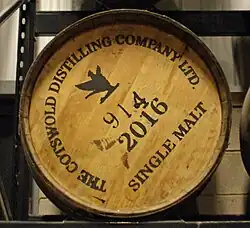 THE COTSWOLD DISTILLING COMPANY LTD.
914
2016
SINGLE MALT